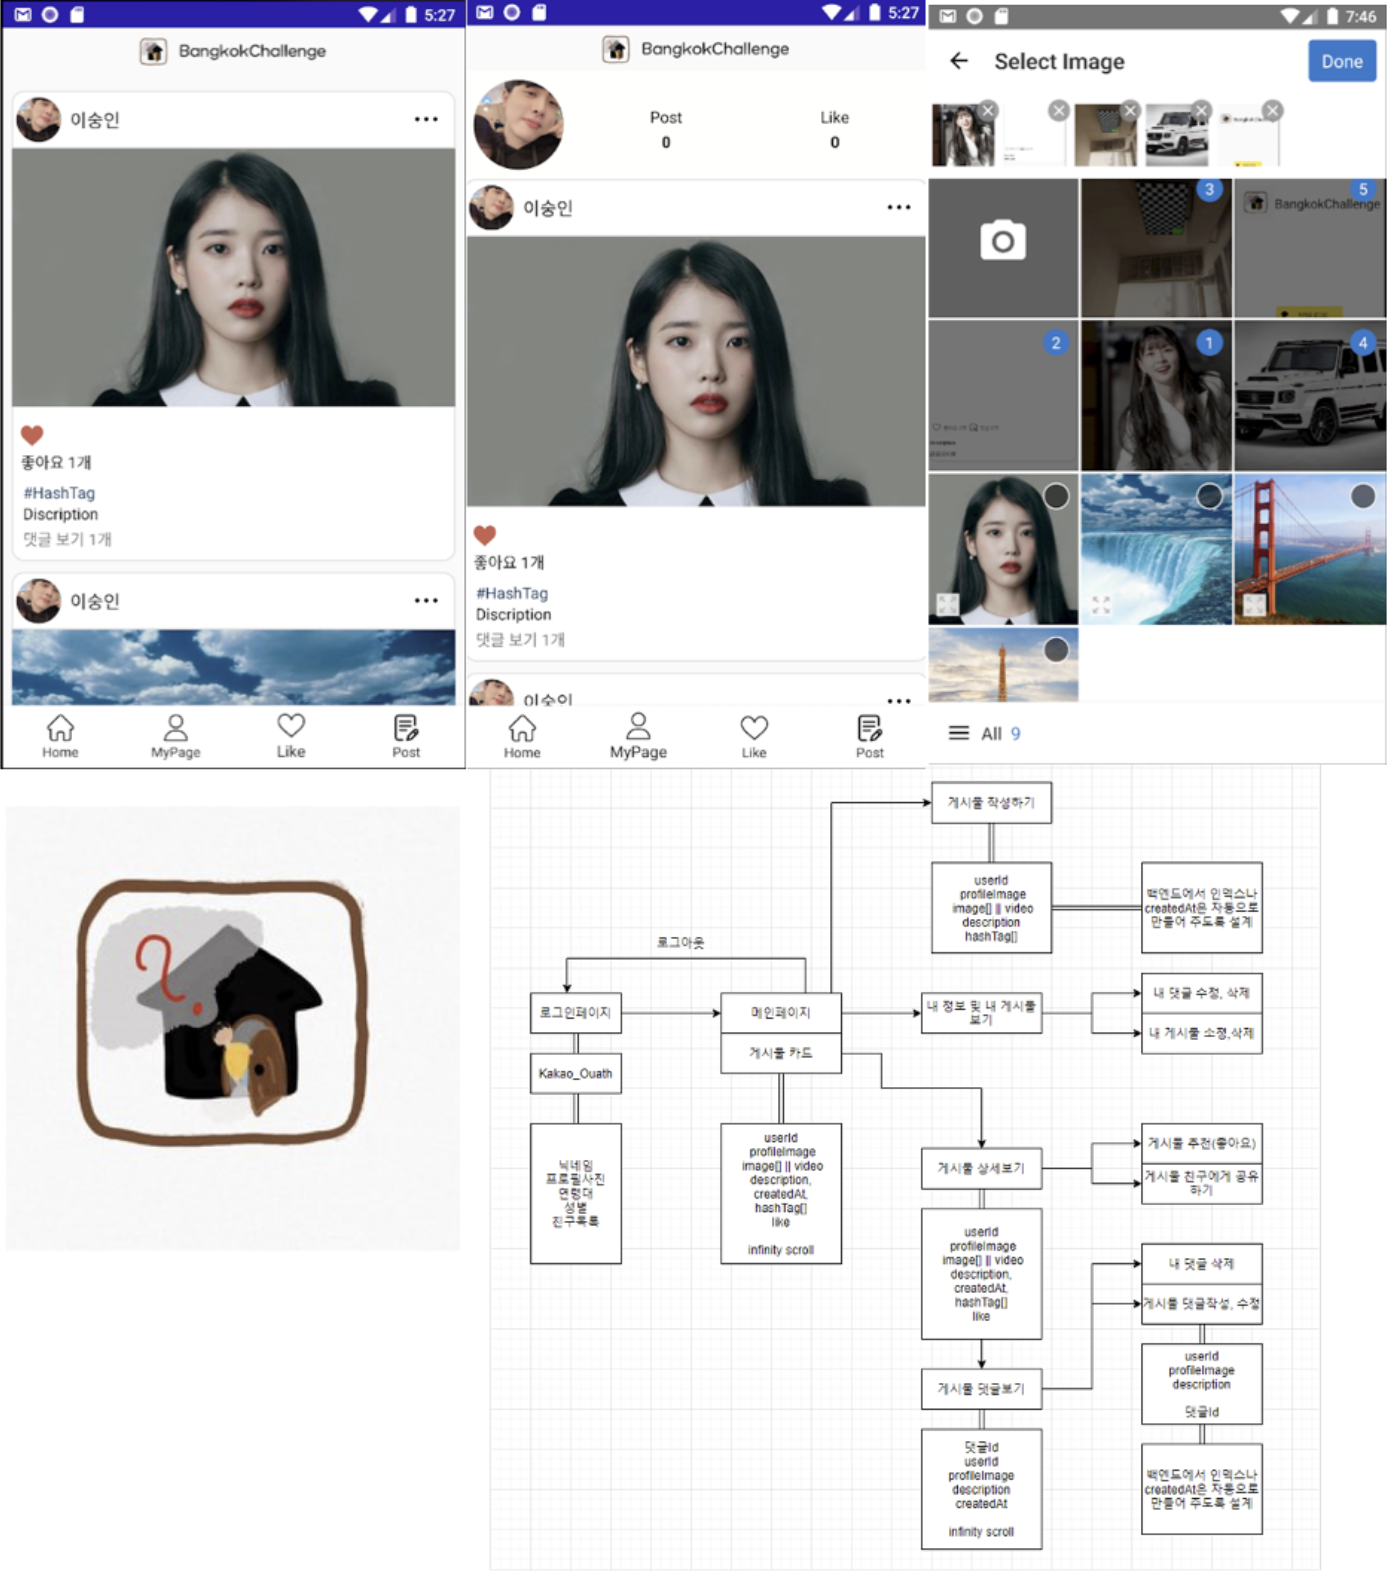 5:27
BangkokChallenge
이숭인
좋아요 1개
#HashTag
Discription
댓글 보기 1개
이숭인
Home
MyPage
Like
Post
5:27
BangkokChallenge
Post
0
Like
0
이숭인
좋아요 1개
#HashTag
Discription
댓글 보기 1개
이숭인
Home
MyPage
Like
Post
7:46
Select Image
Done
3
5
BangkokChallenge
2
1
4
All 9
게시물 작성하기
userId
profileImage
image[] || video
description
hashTag[]
백엔드에서 인덱스나
createdAt은 자동으로
만들어 주도록 설계
로그아웃
로그인페이지
메인페이지
게시물 카드
내 정보 및 내 게시물
보기
내 댓글 수정, 삭제
내 게시물 소정,삭제
Kakao_Ouath
닉네임
프로필사진
연령대
성별
친구목록
userId
profileImage
image[] || video
description,
createdAt,
hashTag[]
like
infinity scroll
게시물 상세보기
게시물 추천(좋아요)
게시물 친구에게 공유
하기
userId
profileImage
image[] || video
description,
createdAt,
hashTag[]
like
내 댓글 삭제
게시물 댓글작성, 수정
userId
profileImage
description
댓글Id
게시물 댓글보기
댓글Id
userId
profileImage
description
createdAt
infinity scroll
백엔드에서 인덱스나
createdAt은 자동으로
만들어 주도록 설계